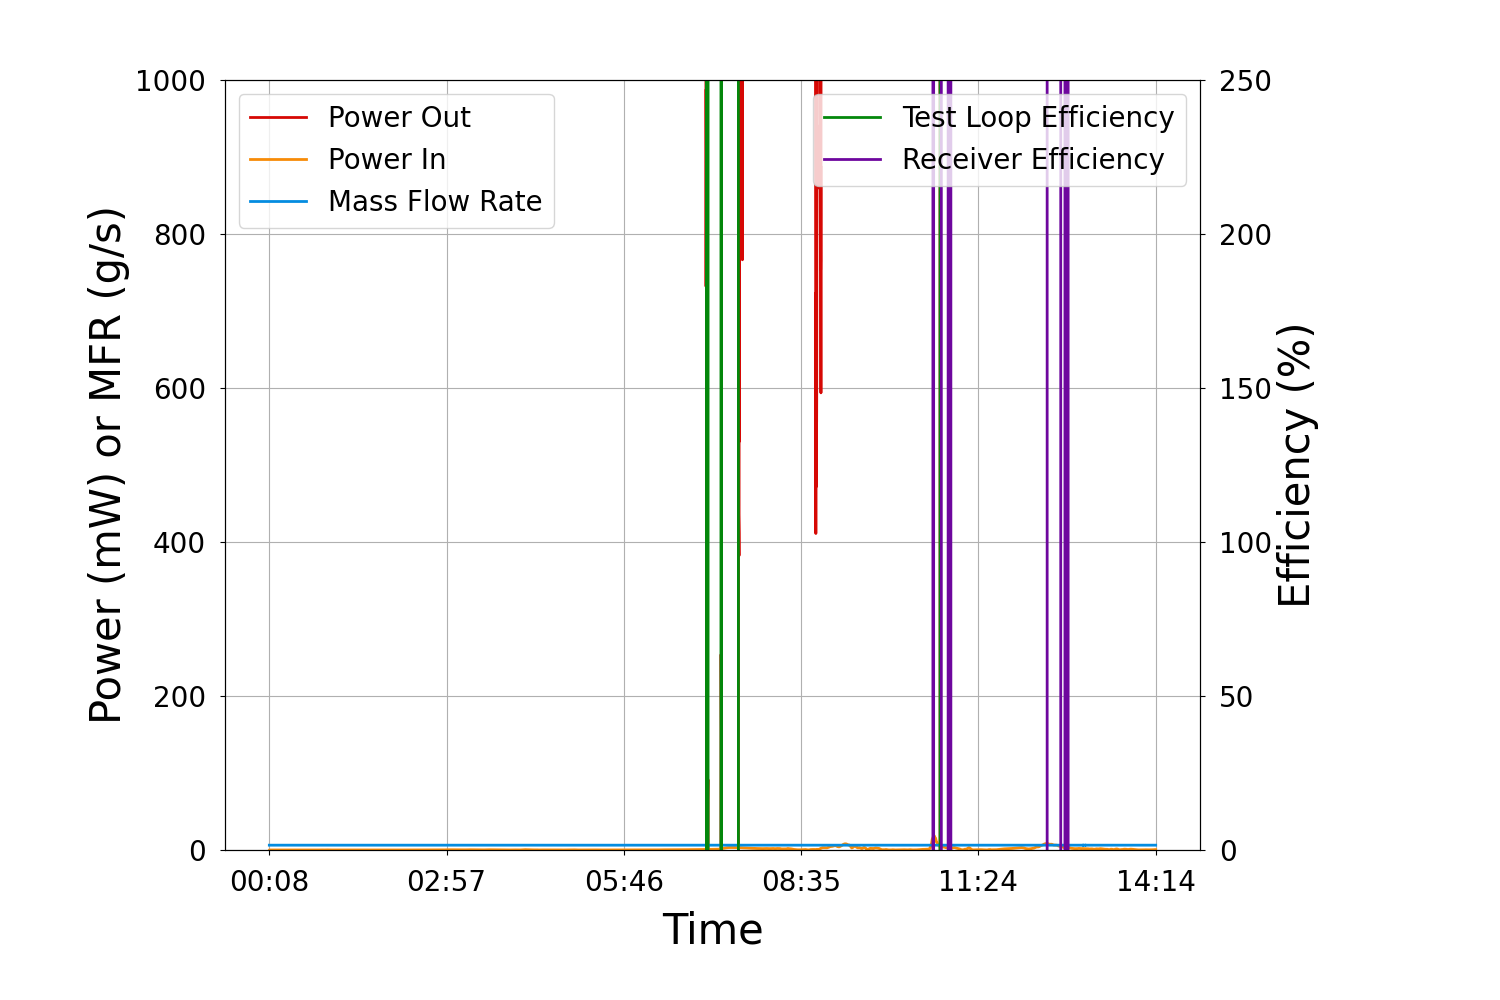 1000
800
600
400
200
0
Power (mW) or MFR (g/s)
Power Out
Power In
Mass Flow Rate
Test Loop Efficiency
Receiver Efficiency
250
200
150
100
50
0
Efficiency (%)
00:08 02:57 05:46 08:35 11:24 14:14
Time